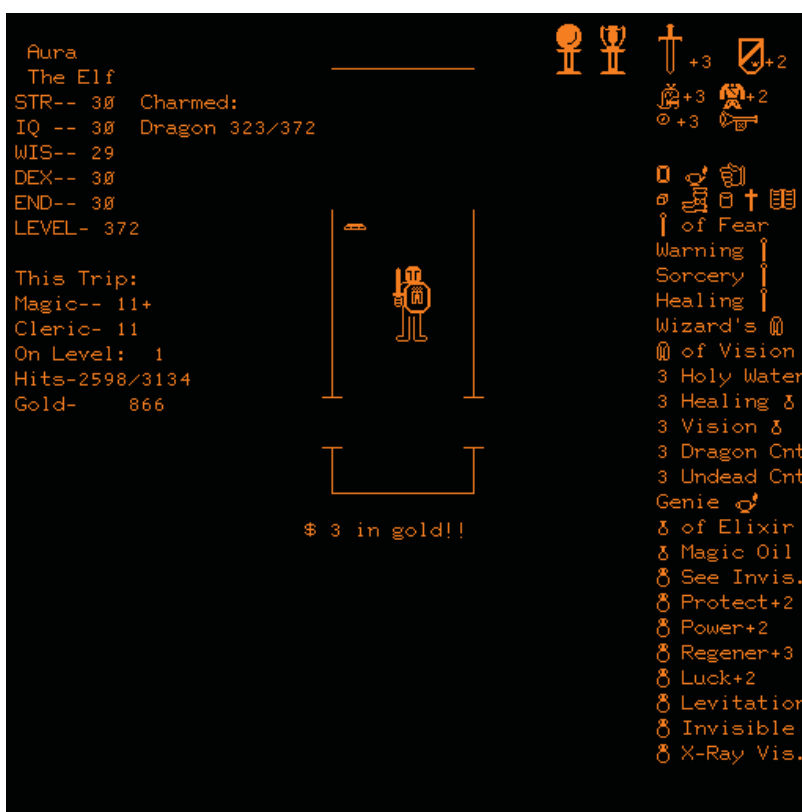 Aura
The Elf
STR-- 30 Charmed:
IQ -- 30 Dragon 323/372
WIS-- 29
DEX-- 30
END-- 30
LEVEL- 372
This Trip:
Magic-- 11+
Cleric- 11
On Level: 1
Hits-2598/3134
Gold- 866
$ 3 in gold!!
+3 +2
+3 +2
+3
of Fear
Warning
Sorcery
Healing
Wizard's
of Vision
3 Holy Water
3 Healing
3 Vision
3 Dragon Cnt
3 Undead Cnt
Genie
of Elixir
Magic Oil
See Invis.
Protect+2
Power+2
Regener+3
Luck+2
Levitation
Invisible
X-Ray Vis.